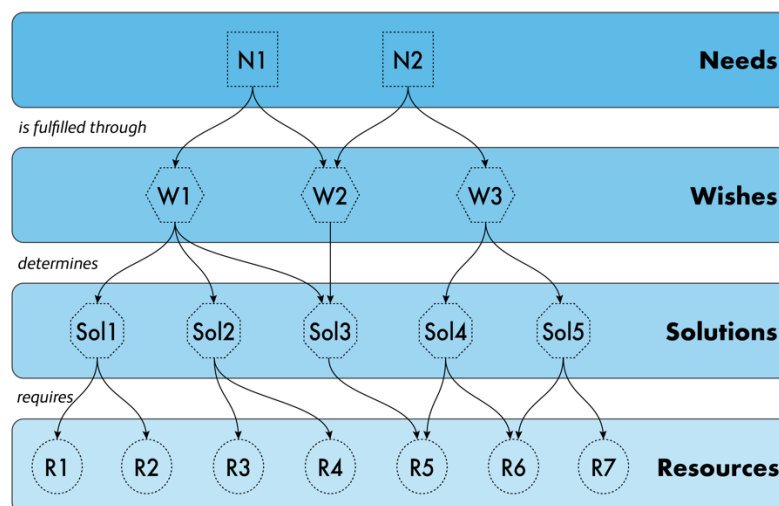 N1 N2 Needs
is fulfilled through
W1 W2 W3 Wishes
determines
Sol1 Sol2 Sol3 Sol4 Sol5 Solutions
requires
R1 R2 R3 R4 R5 R6 R7 Resources